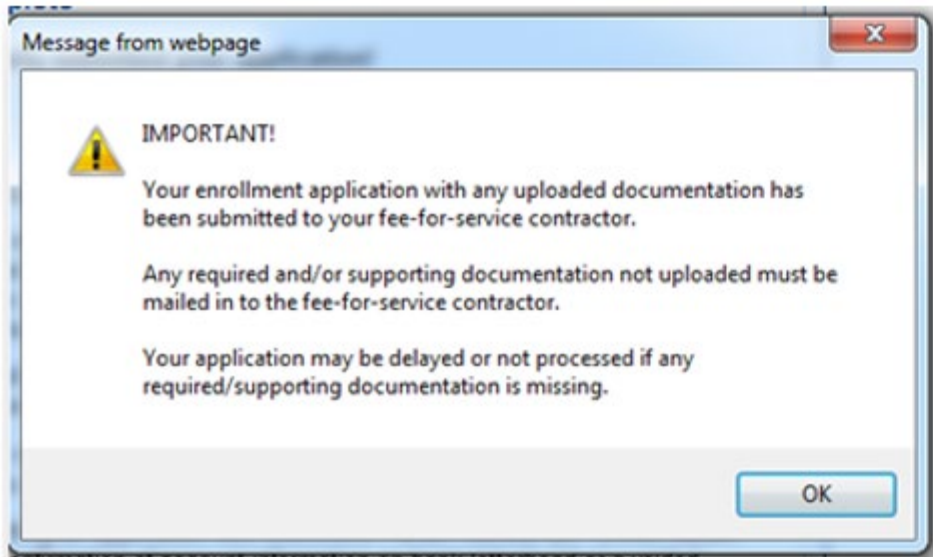 Message from webpage
IMPORTANT!
Your enrollment application with any uploaded documentation has
been submitted to your fee-for-service contractor.
Any required and/or supporting documentation not uploaded must be
mailed in to the fee-for-service contractor.
Your application may be delayed or not processed if any
required/supporting documentation is missing.
OK